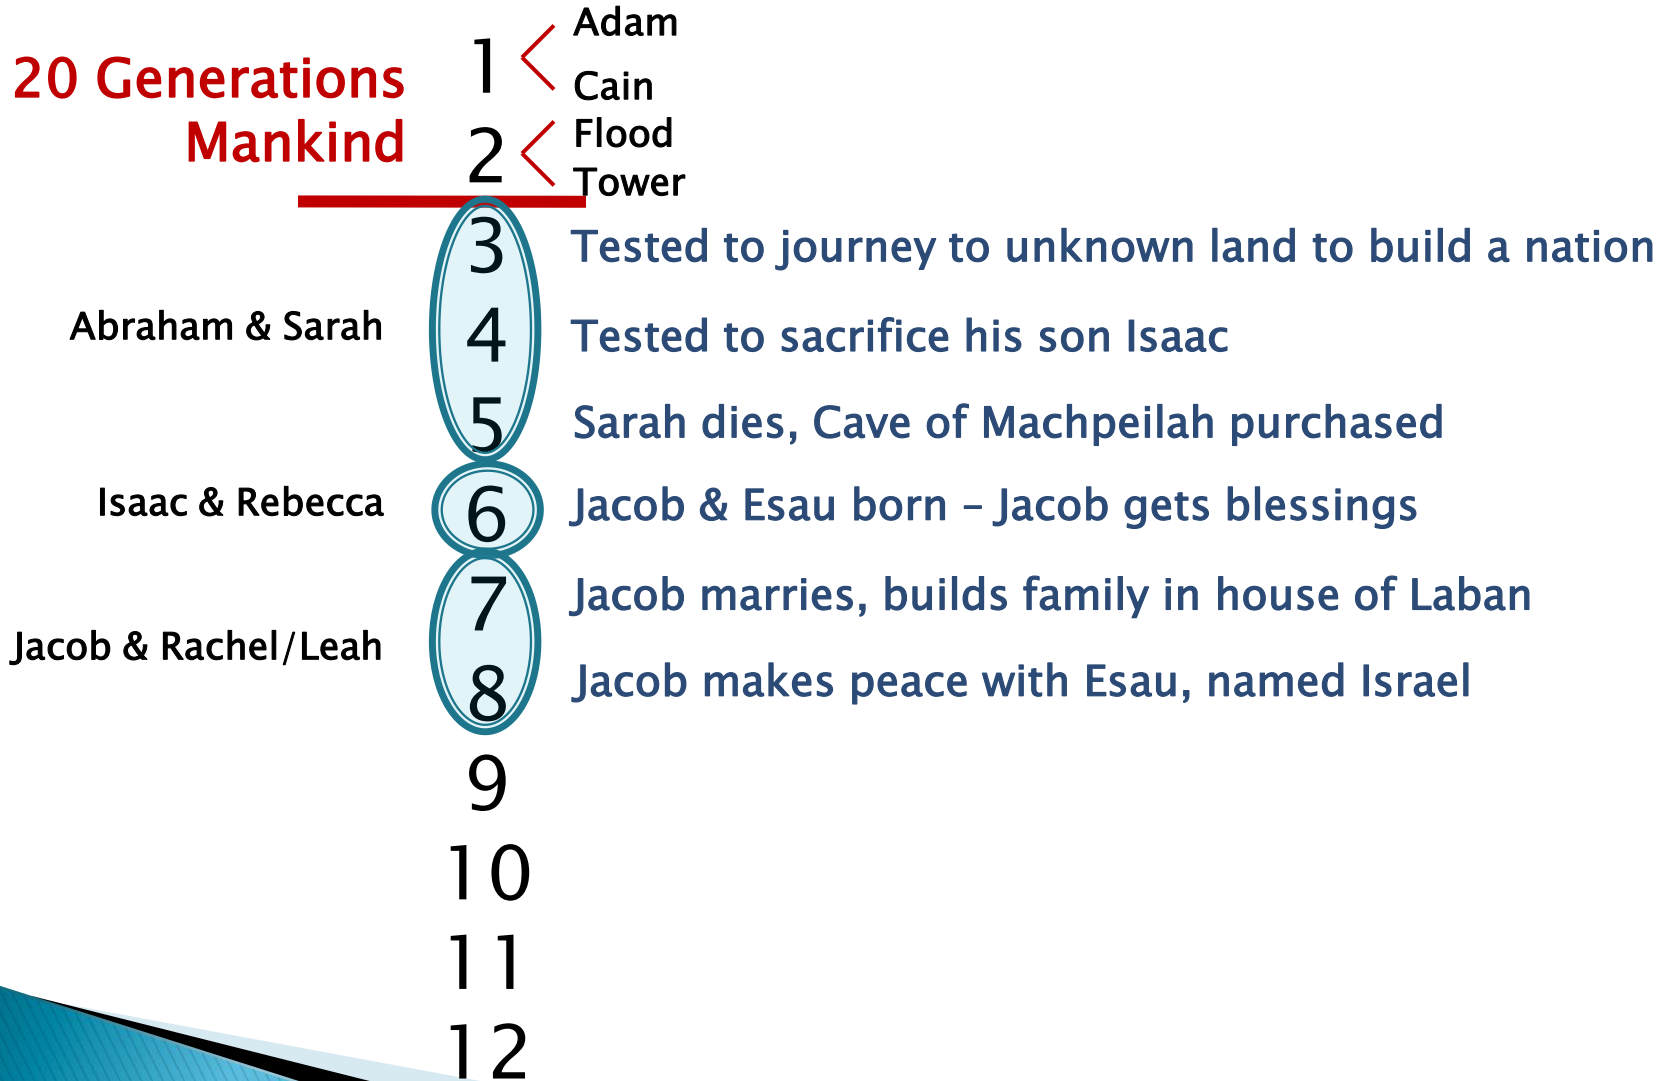 20 Generations
Mankind
1
Adam
Cain
2
Flood
Tower
3
Tested to journey to unknown land to build a nation
Abraham & Sarah
4
Tested to sacrifice his son Isaac
5
Sarah dies, Cave of Machpeilah purchased
Isaac & Rebecca
6
Jacob & Esau born – Jacob gets blessings
7
Jacob marries, builds family in house of Laban
Jacob & Rachel/Leah
8
Jacob makes peace with Esau, named Israel
9
10
11
12